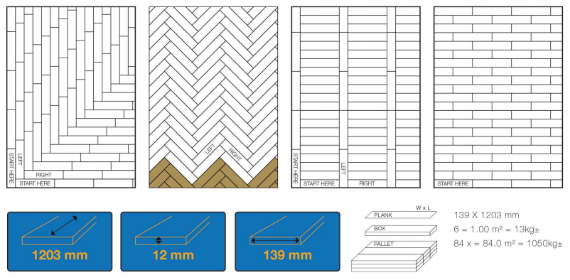 START HERE
LEFT
START HERE
RIGHT
START HERE
LEFT
RIGHT
START HERE
LEFT
RIGHT
START HERE
1203 mm
12 mm
139 mm
W x L
PLANK 139 X 1203 mm
BOX 6 = 1.00 m² = 13kg±
PALLET 84 x = 84.0 m² = 1050kg±